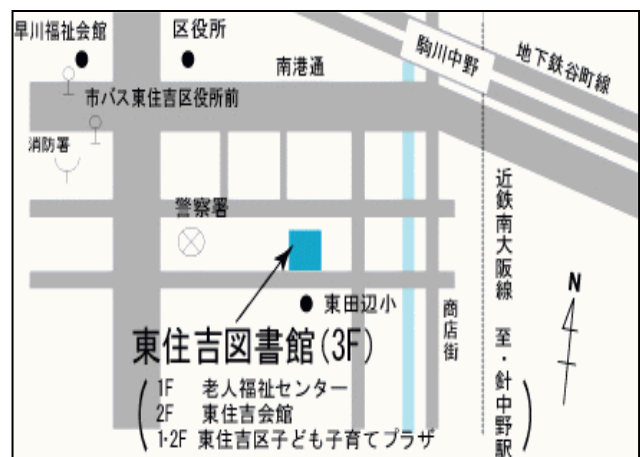 早川福祉会館
区役所
南港通
駒川中野
地下鉄谷町線
市バス東住吉区役所前
消防署
警察署
近鉄南大阪線 至・針中野駅
N
商店街
東田辺小
東住吉図書館(3F)
1F 老人福祉センター
2F 東住吉会館
1・2F 東住吉区子ども子育てプラザ